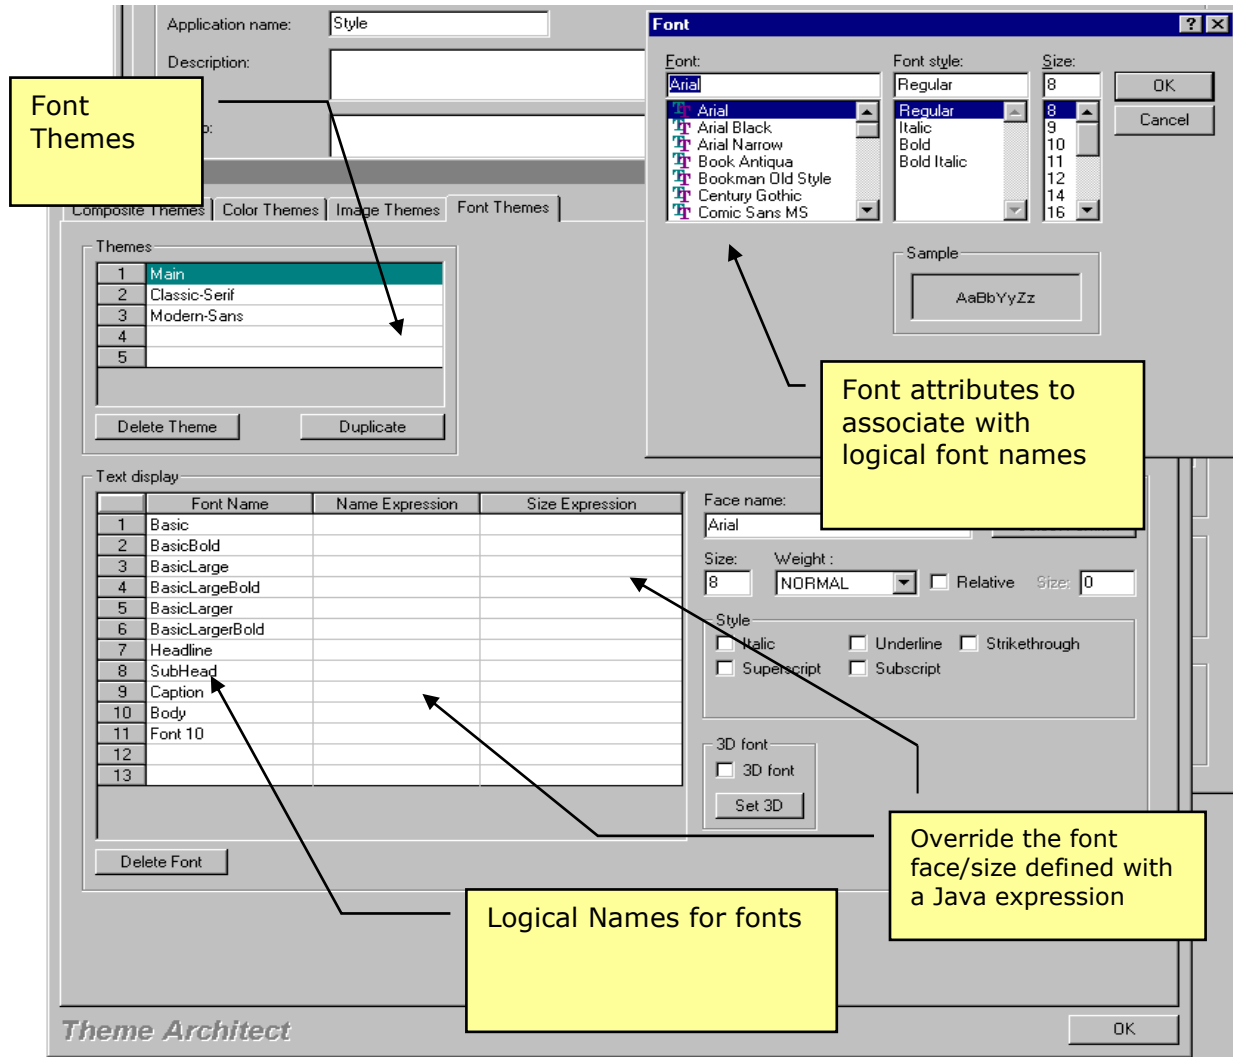 Application name:
Style
Description:
Font
Themes
o:
Composite Themes
Color Themes
Image Themes
Font Themes
Themes
1 Main
2 Classic-Serif
3 Modern-Sans
4
5
Delete Theme
Duplicate
Font
Font:
Font style:
Size:
Arial
Regular
8
OK
Cancel
Arial
Arial Black
Arial Narrow
Book Antiqua
Bookman Old Style
Century Gothic
Comic Sans MS
Regular
Italic
Bold
Bold Italic
8
9
10
11
12
14
16
Sample
AaBbYyZz
Font attributes to
associate with
logical font names
Text display
Font Name Name Expression Size Expression
1 Basic
2 BasicBold
3 BasicLarge
4 BasicLargeBold
5 BasicLarger
6 BasicLargerBold
7 Headline
8 SubHead
9 Caption
10 Body
11 Font 10
12
13
Delete Font
Face name:
Arial
Size:
Weight :
8
NORMAL
Relative
Size:
0
Style
Italic
Underline
Strikethrough
Superscript
Subscript
3D font
3D font
Set 3D
Override the font
face/size defined with
a Java expression
Logical Names for fonts
Theme Architect
OK